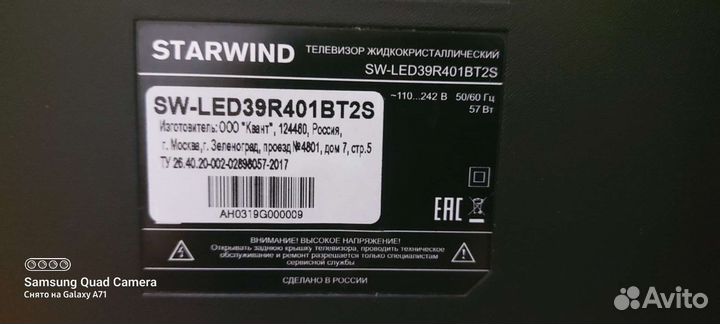 STARWIND
ТЕЛЕВИЗОР ЖИДКОКРИСТАЛЛИЧЕСКИЙ
SW-LED39R401BT2S
~110...242 В 50/60 Гц
57 Вт
SW-LED39R401BT2S
Изготовитель: ООО "Квант", 124460, Россия,
г. Москва,г. Зеленоград, проезд №4801, дом 7, стр.5
ТУ 26.40.20-002-02898057-2017
AH0319G000009
EAC
ВНИМАНИЕ! ВЫСОКОЕ НАПРЯЖЕНИЕ!
Открывать заднюю крышку телевизора, проводить техническое
обслуживание и ремонт разрешается только специалистам
сервисной службы
СДЕЛАНО В РОССИИ
Samsung Quad Camera
Снято на Galaxy A71
Avito